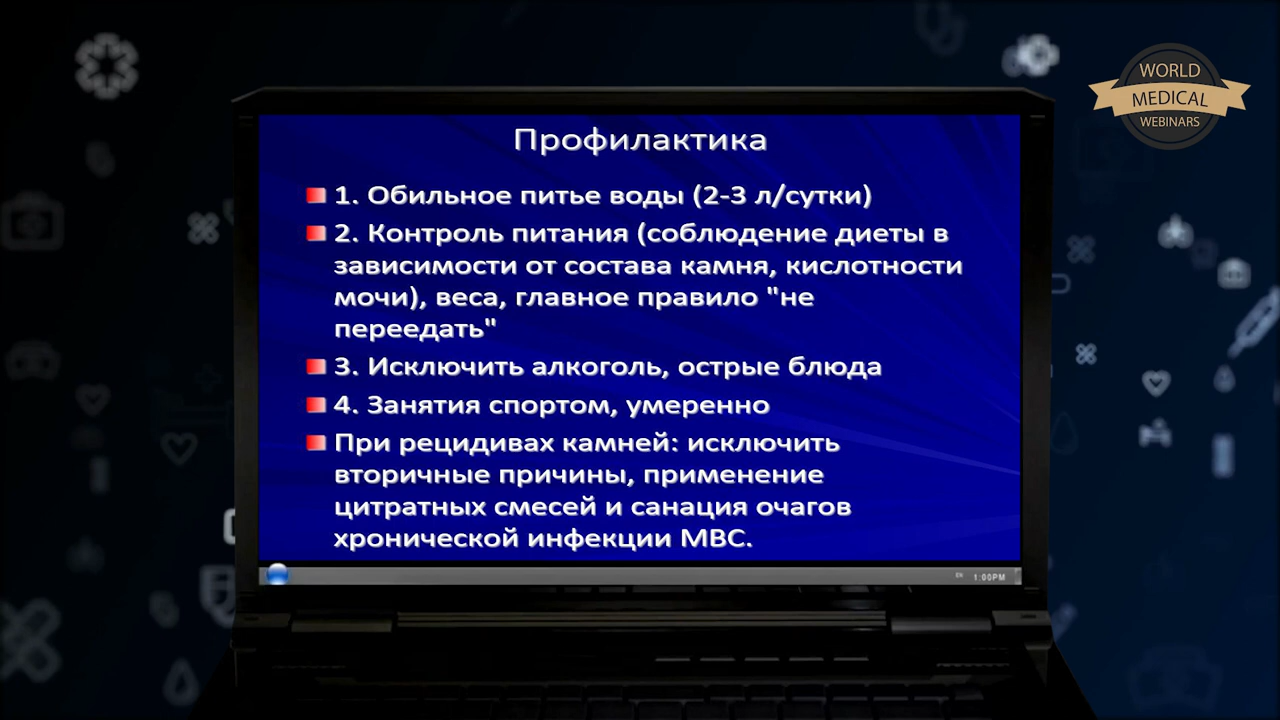 WORLD
MEDICAL
WEBINARS
Профилактика
1. Обильное питье воды (2-3 л/сутки)
2. Контроль питания (соблюдение диеты в
зависимости от состава камня, кислотности
мочи), веса, главное правило "не
переедать"
3. Исключить алкоголь, острые блюда
4. Занятия спортом, умеренно
При рецидивах камней: исключить
вторичные причины, применение
цитратных смесей и санация очагов
хронической инфекции МВС.
EN 1:00PM